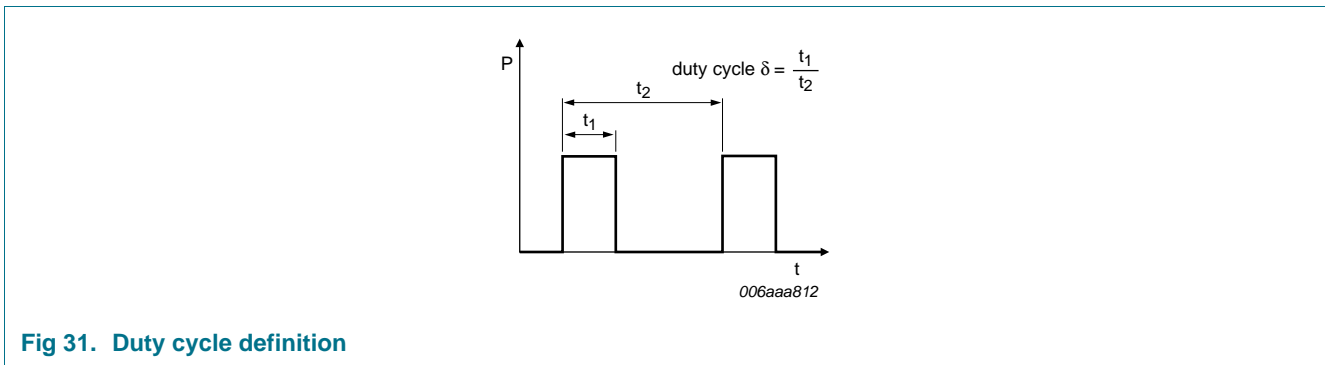 P
duty cycle δ = t1
t2
t2
t1
t
006aaa812
Fig 31. Duty cycle definition